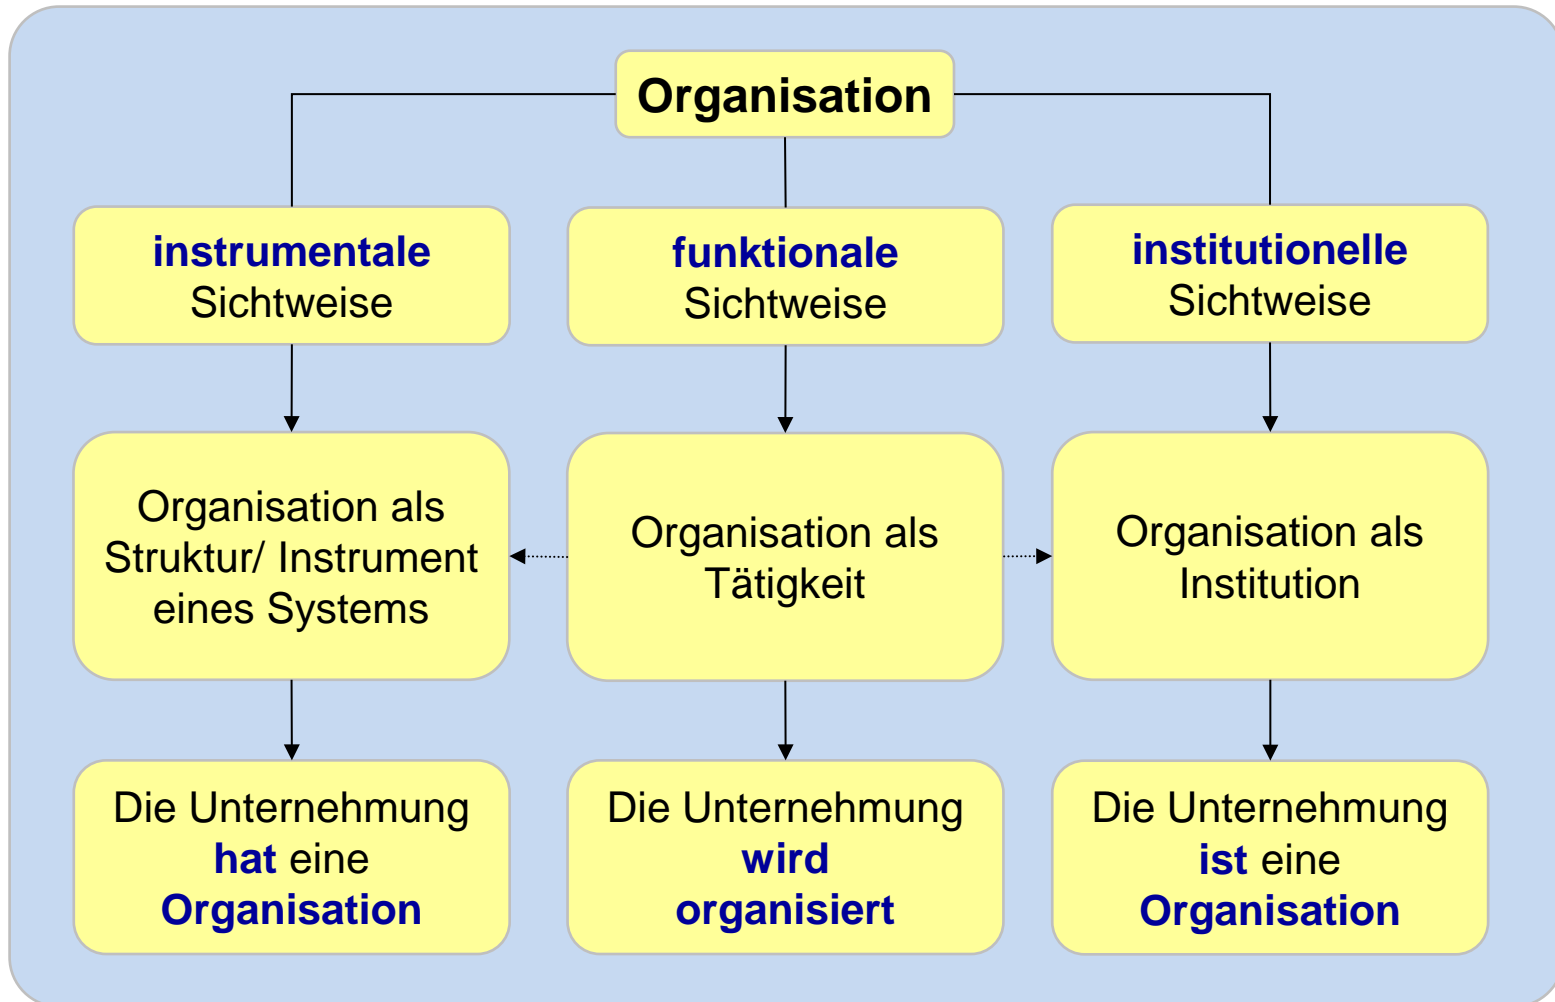 Organisation
instrumentale
Sichtweise
funktionale
Sichtweise
institutionelle
Sichtweise
Organisation als
Struktur/ Instrument
eines Systems
Organisation als
Tätigkeit
Organisation als
Institution
Die Unternehmung
hat eine
Organisation
Die Unternehmung
wird
organisiert
Die Unternehmung
ist eine
Organisation